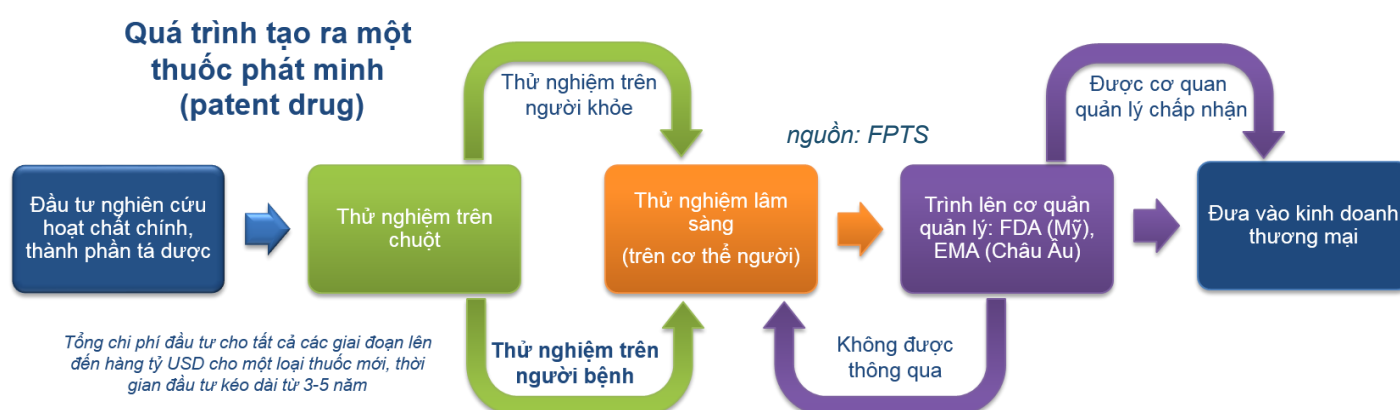 Quá trình tạo ra một
thuốc phát minh
(patent drug)
Thử nghiệm trên
người khỏe
Được cơ quan
quản lý chấp nhận
nguồn: FPTS
Đầu tư nghiên cứu
hoạt chất chính,
thành phần tá dược
Thử nghiệm trên
chuột
Thử nghiệm lâm
sàng
(trên cơ thể người)
Trình lên cơ quản
quản lý: FDA (Mỹ),
EMA (Châu Âu)
Đưa vào kinh doanh
thương mại
Tổng chi phí đầu tư cho tất cả các giai đoạn lên
đến hàng tỷ USD cho một loại thuốc mới, thời
gian đầu tư kéo dài từ 3-5 năm
Thử nghiệm trên
người bệnh
Không được
thông qua